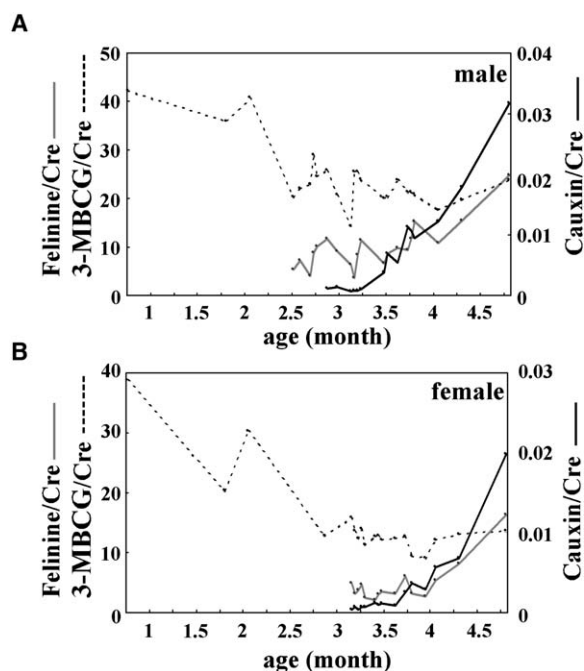 A
male
Felinine/Cre
3-MBCG/Cre
50
40
30
20
10
0
0.04
0.03
0.02
0.01
0
Cauxin/Cre
1 1.5 2 2.5 3 3.5 4 4.5
age (month)
B
female
Felinine/Cre
3-MBCG/Cre
40
30
20
10
0
0.03
0.02
0.01
0
Cauxin/Cre
1 1.5 2 2.5 3 3.5 4 4.5
age (month)